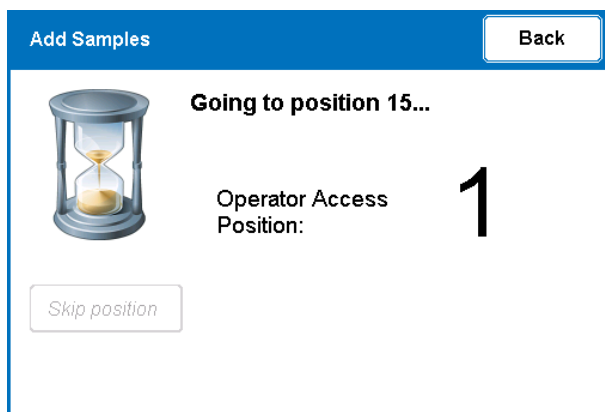 Add Samples
Back
Going to position 15...
Operator Access
Position:
1
Skip position